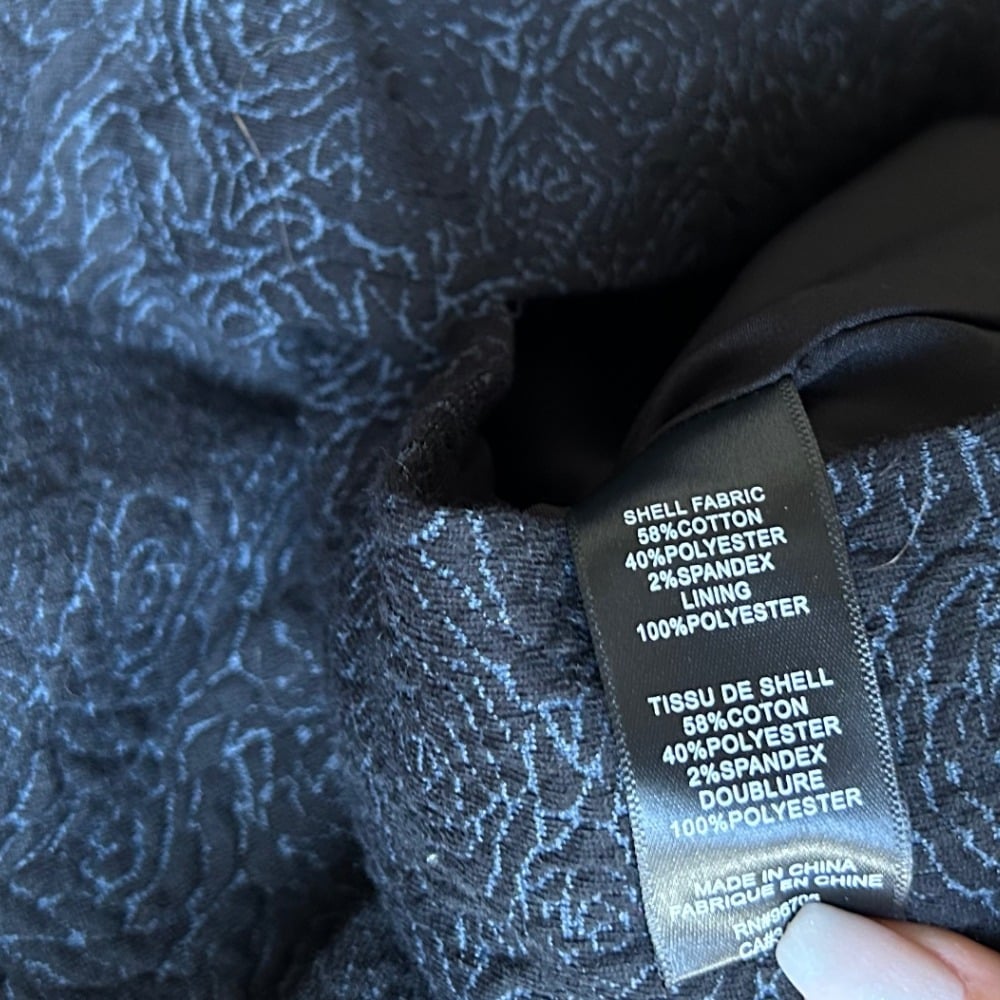 SHELL FABRIC
58%COTTON
40%POLYESTER
2%SPANDEX
LINING
100%POLYESTER
TISSU DE SHELL
58%COTON
40%POLYESTER
2%SPANDEX
DOUBLURE
100%POLYESTER
MADE IN CHINA
FABRIQUE EN CHINE